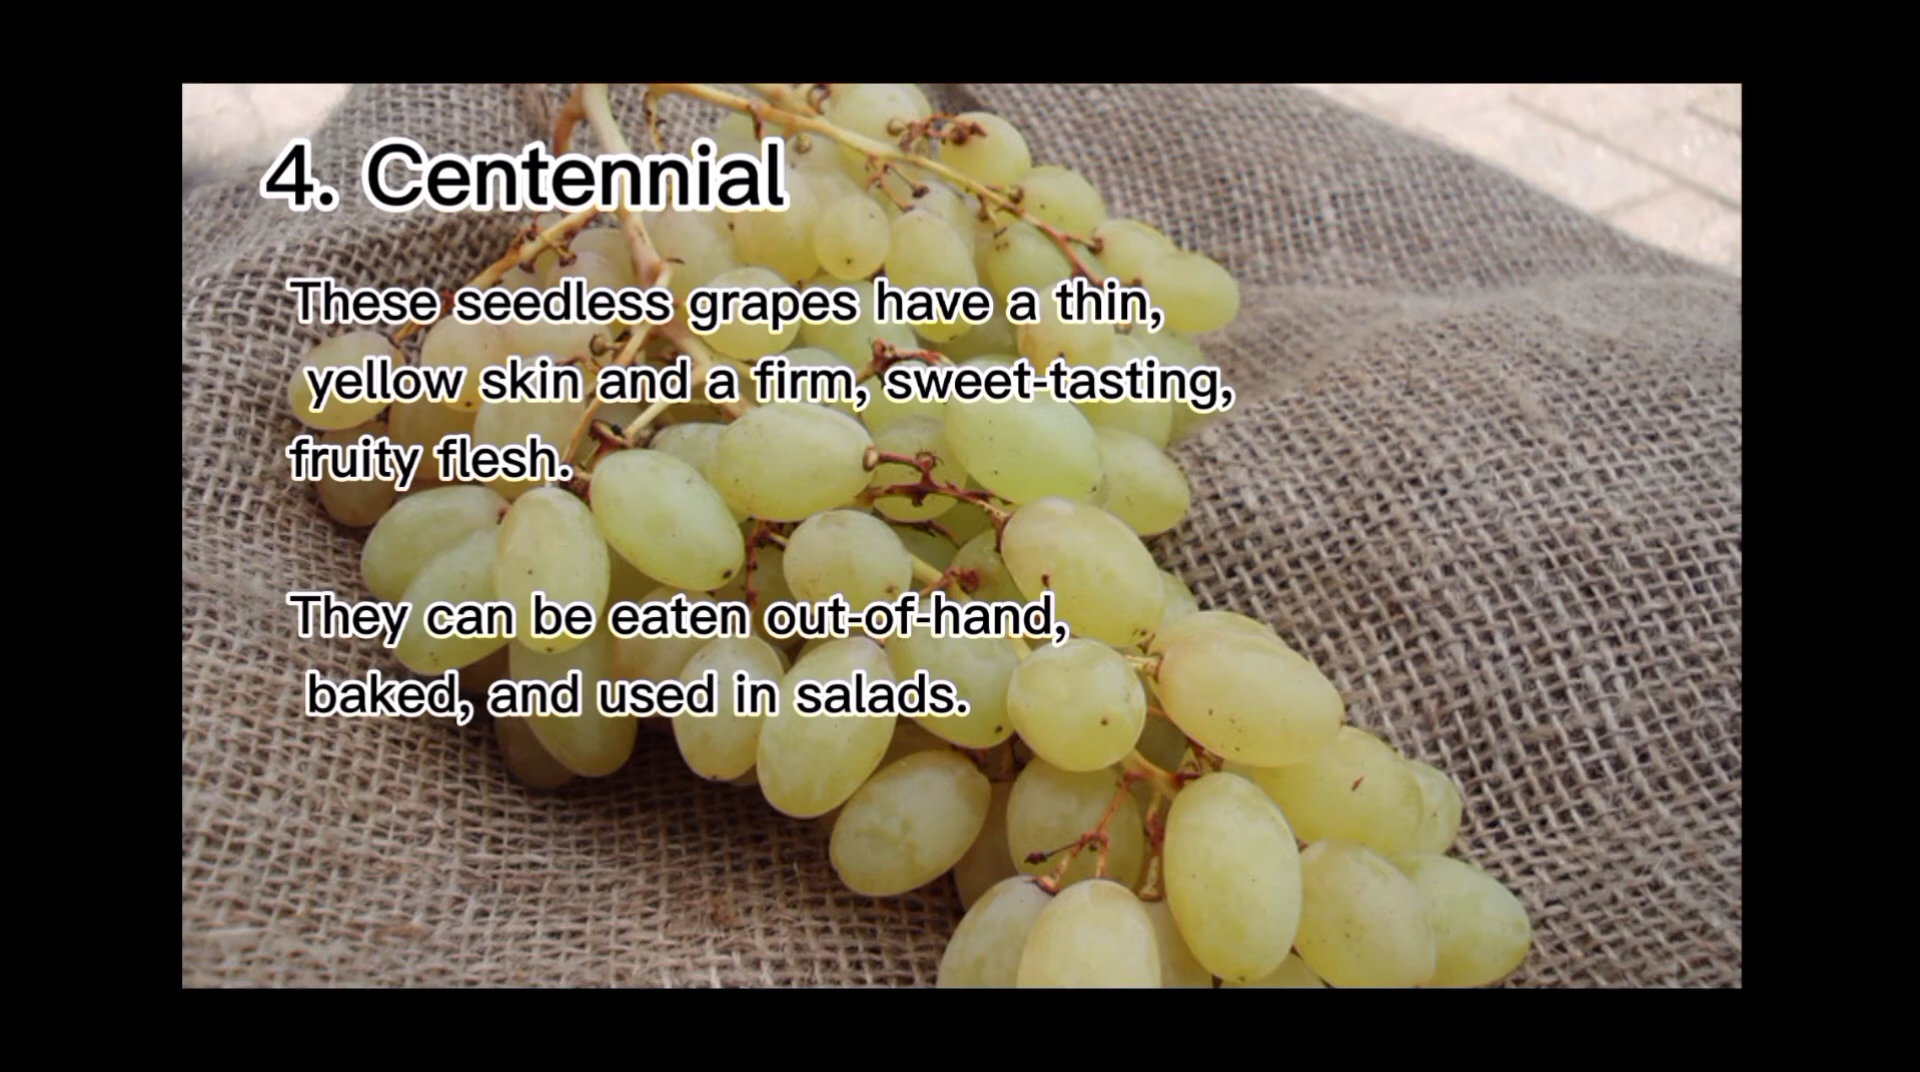 4. Centennial
These seedless grapes have a thin,
yellow skin and a firm, sweet-tasting,
fruity flesh.
They can be eaten out-of-hand,
baked, and used in salads.